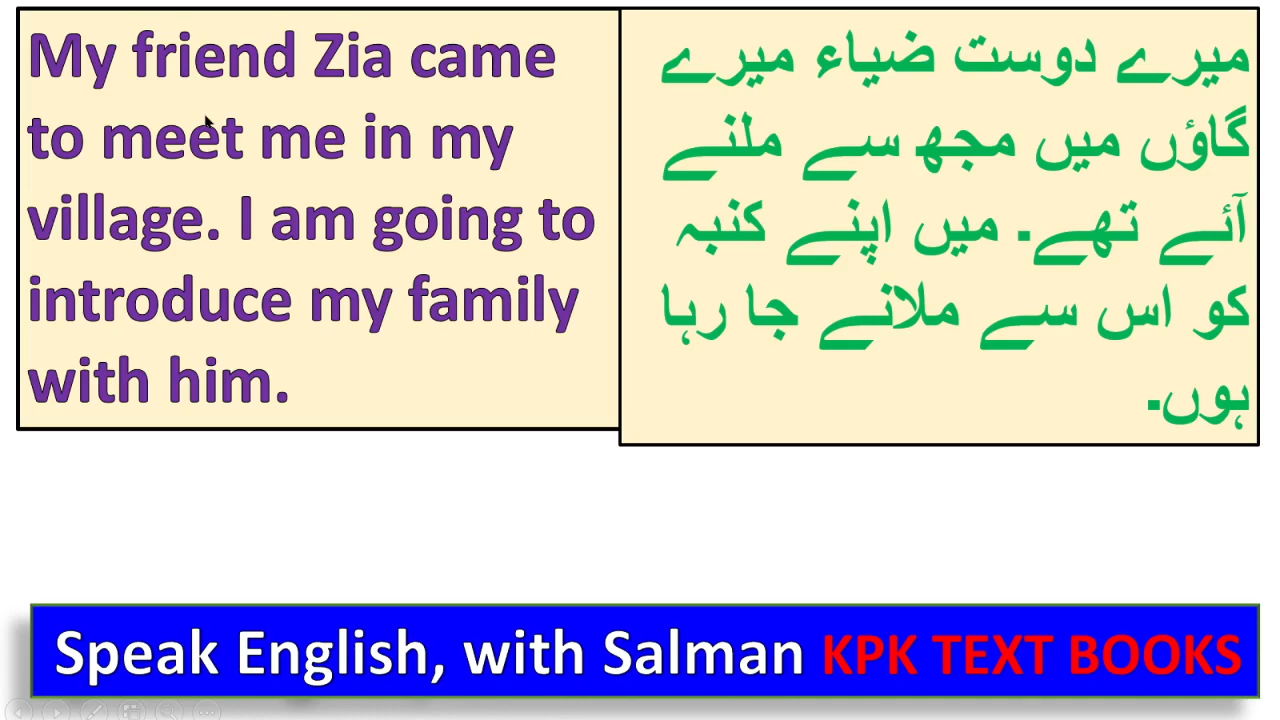 My friend Zia came
to meet me in my
village. I am going to
introduce my family
with him.
میرے دوست ضیاء میرے
گاؤں میں مجھ سے ملنے
آئے تھے۔ میں اپنے کنبہ
کو اس سے ملانے جا رہا
ہوں۔
Speak English, with Salman KPK TEXT BOOKS